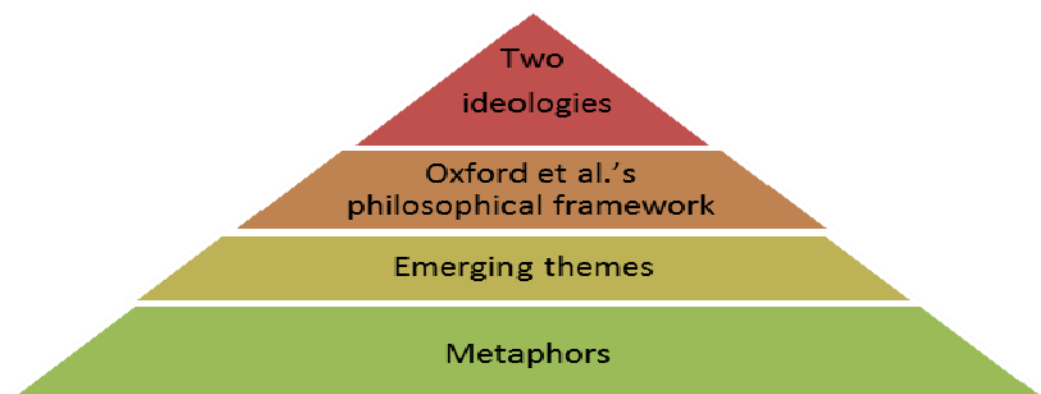 Two
ideologies
Oxford et al.’s
philosophical framework
Emerging themes
Metaphors